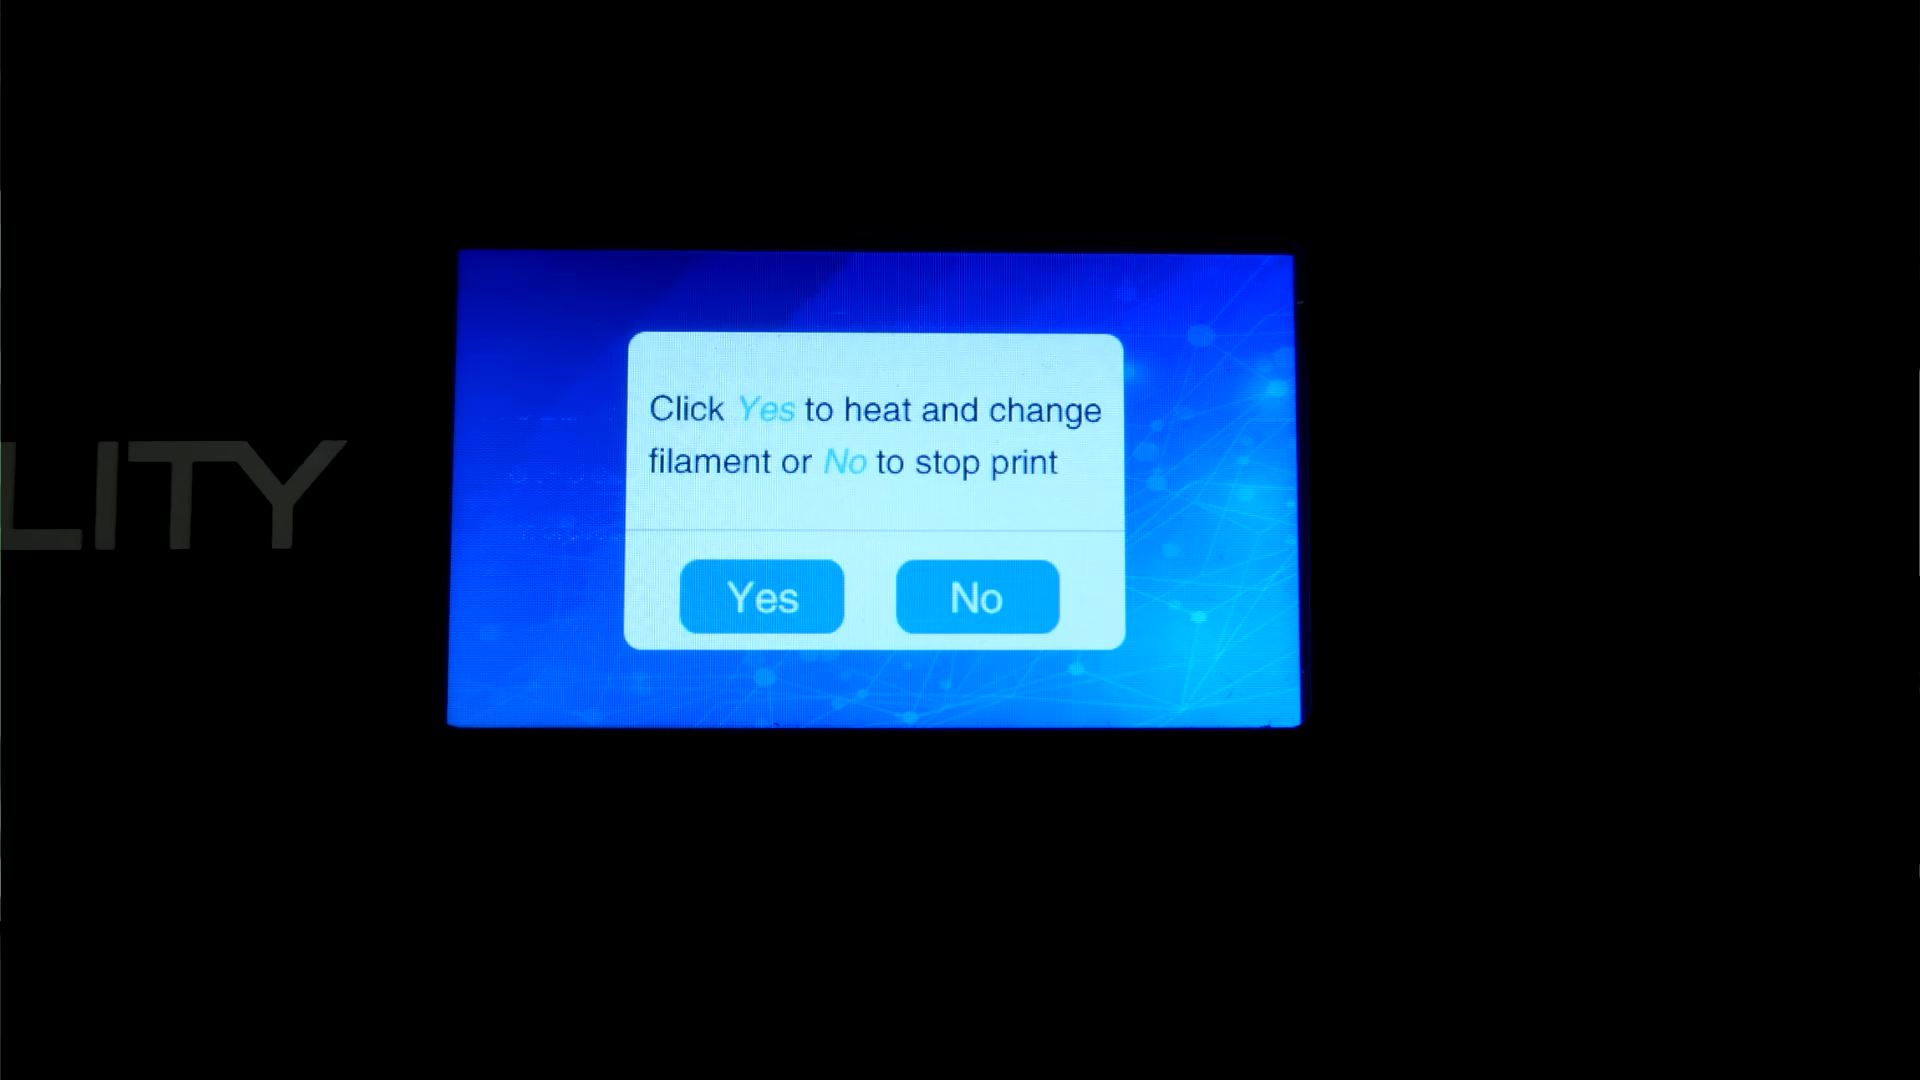 LITY
Click Yes to heat and change
filament or No to stop print
Yes
No